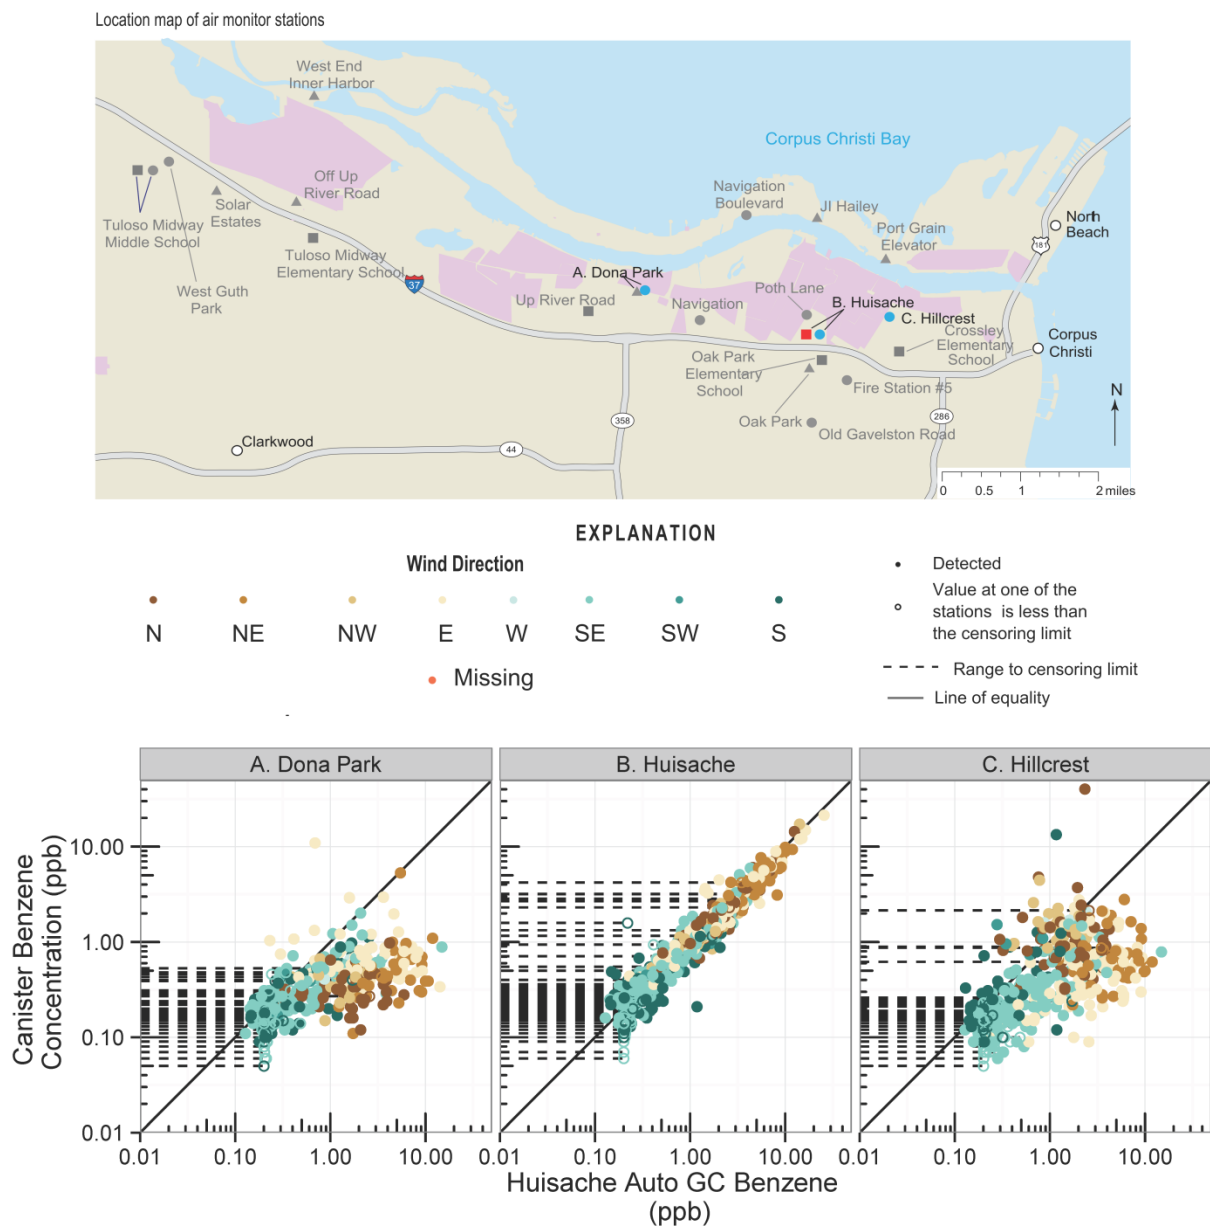 Location map of air monitor stations
West End
Inner Harbor
Corpus Christi Bay
Off Up
River Road
Navigation
Boulevard
JI Hailey
Solar
Estates
North
Beach
181
Tuloso Midway
Middle School
Port Grain
Elevator
Tuloso Midway
Elementary School
A. Dona Park
37
West Guth
Park
Poth Lane
Up River Road
Navigation
B. Huisache
C. Hillcrest
Crossley
Elementary
School
Corpus
Christi
Oak Park
Elementary
School
Fire Station #5
N
Oak Park
358
286
Old Gavelston Road
Clarkwood
44
0 0.5 1 2 miles
EXPLANATION
Wind Direction
N NE NW E W SE SW S
Missing
Detected
Value at one of the
stations is less than
the censoring limit
Range to censoring limit
Line of equality
A. Dona Park
B. Huisache
C. Hillcrest
Canister Benzene
Concentration (ppb)
10.00
1.00
0.10
0.01
0.01 0.10 1.00 10.00
0.01 0.10 1.00 10.00
0.01 0.10 1.00 10.00
Huisache Auto GC Benzene
(ppb)